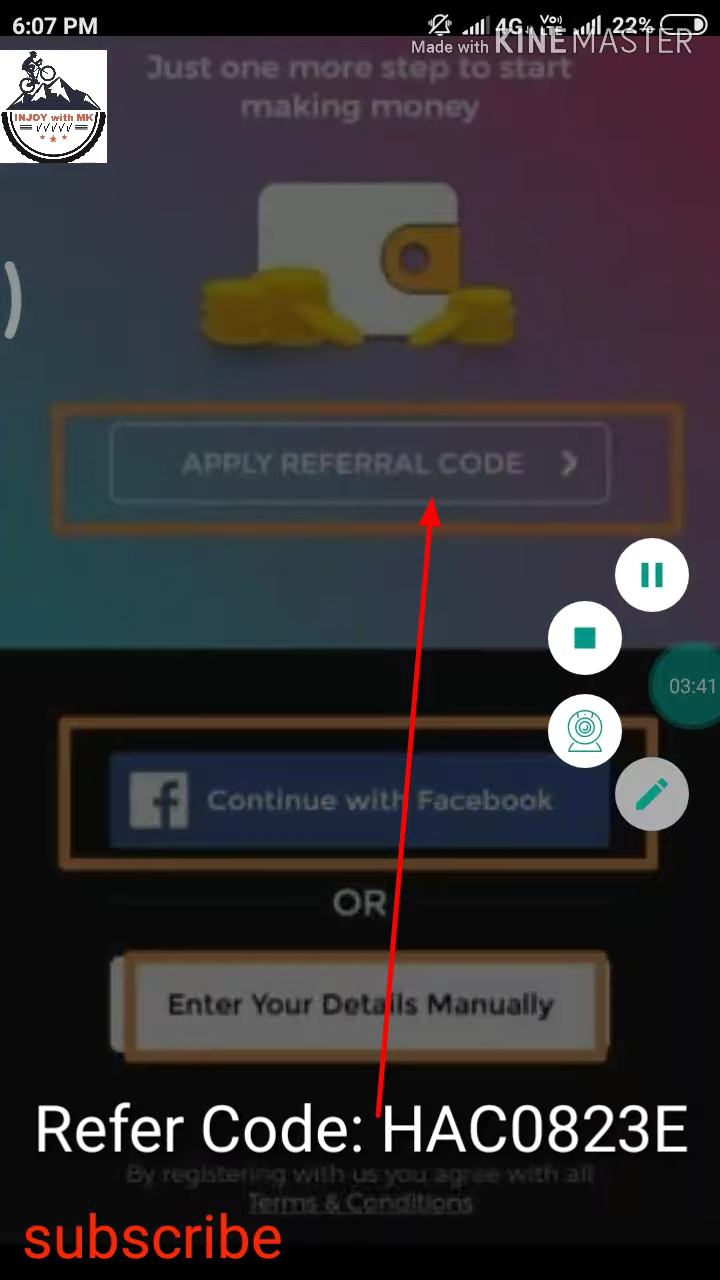 6:07 PM
4G Vo) LTE 22%
Made with KINEMASTER
Just one more step to start
making money
INJOY with MK
APPLY REFERRAL CODE
03:41
f Continue with Facebook
OR
Enter Your Details Manually
Refer Code: HAC0823E
By registering with us you agree with all
Terms & Conditions
subscribe